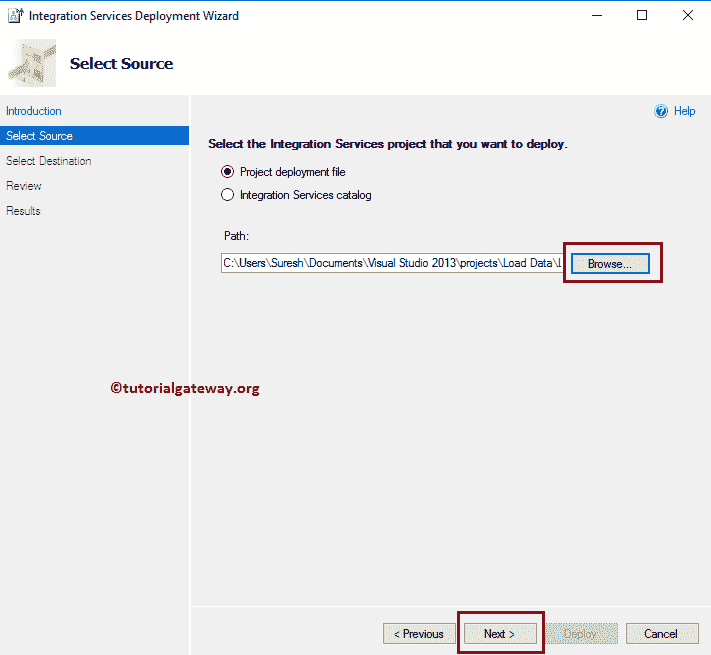 Integration Services Deployment Wizard
Select Source
Introduction
Select Source
Select Destination
Review
Results
Help
Select the Integration Services project that you want to deploy.
Project deployment file
Integration Services catalog
Path:
C:\Users\Suresh\Documents\Visual Studio 2013\projects\Load Data\L
Browse...
©tutorialgateway.org
< Previous
Next >
Deploy
Cancel